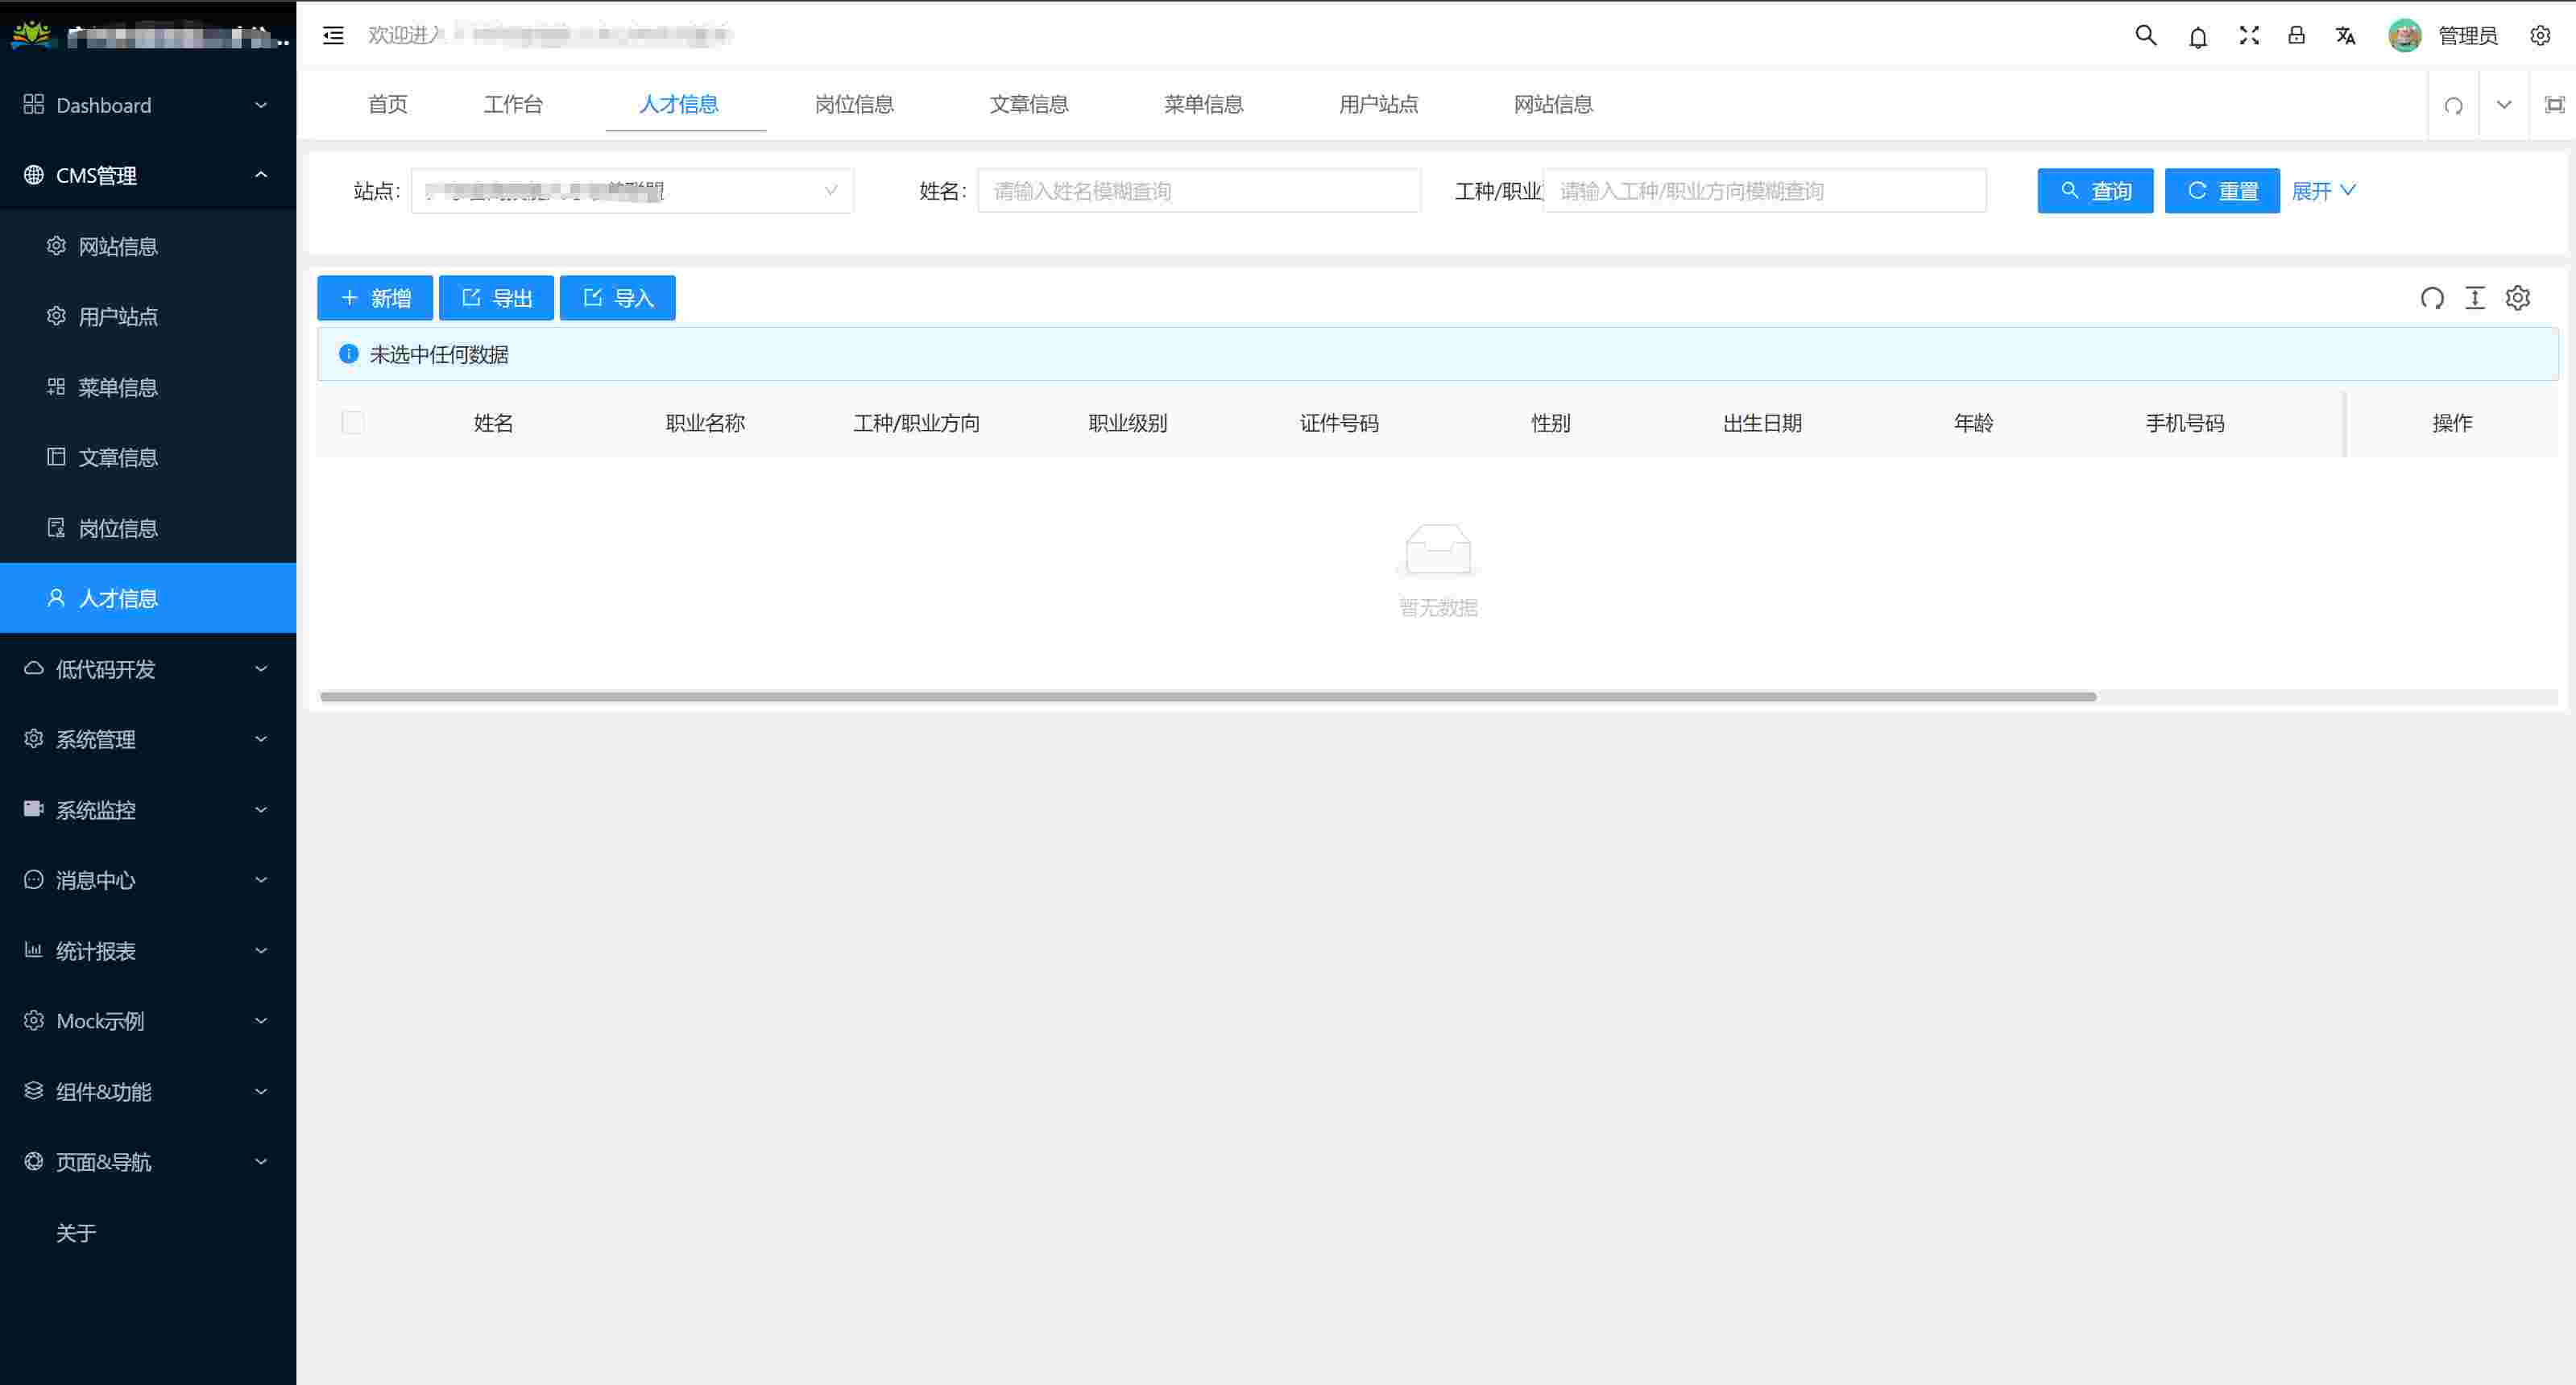 欢迎进入
管理员
Dashboard
CMS管理
网站信息
用户站点
菜单信息
文章信息
岗位信息
人才信息
低代码开发
系统管理
系统监控
消息中心
统计报表
Mock示例
组件&功能
页面&导航
关于
首页 工作台 人才信息 岗位信息 文章信息 菜单信息 用户站点 网站信息
站点: 姓名: 请输入姓名模糊查询 工种/职业 请输入工种/职业方向模糊查询 查询 重置 展开
新增 导出 导入
未选中任何数据
姓名 职业名称 工种/职业方向 职业级别 证件号码 性别 出生日期 年龄 手机号码 操作
暂无数据